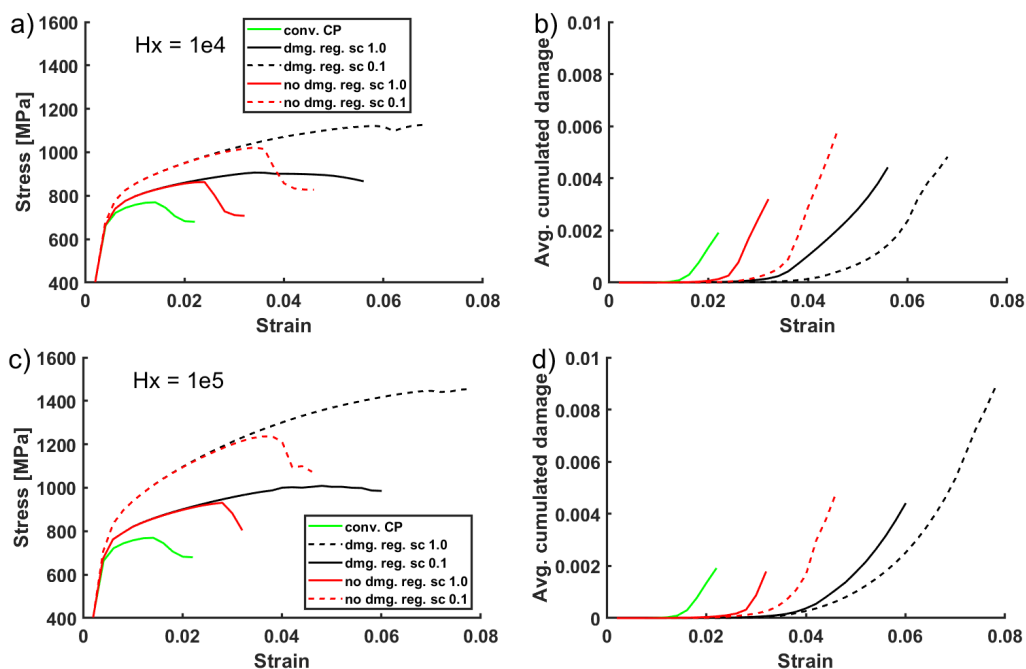 a)
Hx = 1e4
conv. CP
dmg. reg. sc 1.0
dmg. reg. sc 0.1
no dmg. reg. sc 1.0
no dmg. reg. sc 0.1
Stress [MPa]
1600
1400
1200
1000
800
600
400
0
0.02
0.04
0.06
0.08
Strain
b)
Avg. cumulated damage
0.01
0.008
0.006
0.004
0.002
0
0
0.02
0.04
0.06
0.08
Strain
c)
Hx = 1e5
Stress [MPa]
1600
1400
1200
1000
800
600
400
conv. CP
dmg. reg. sc 1.0
dmg. reg. sc 0.1
no dmg. reg. sc 1.0
no dmg. reg. sc 0.1
0
0.02
0.04
0.06
0.08
Strain
d)
Avg. cumulated damage
0.01
0.008
0.006
0.004
0.002
0
0
0.02
0.04
0.06
0.08
Strain